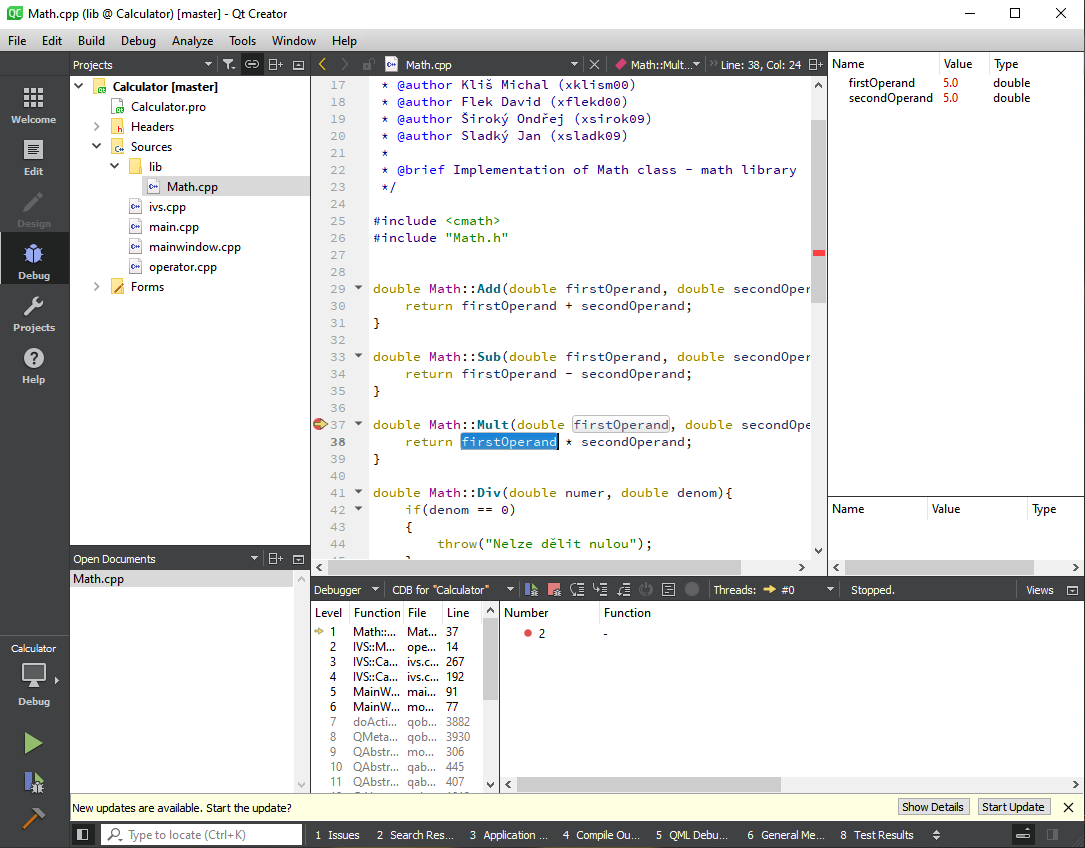 QC Math.cpp (lib @ Calculator) [master] - Qt Creator
File Edit Build Debug Analyze Tools Window Help
Projects
Math.cpp
Math::Mult...
Line: 38, Col: 24
Welcome
Edit
Design
Debug
Projects
Help
Calculator
Debug
Calculator [master]
Calculator.pro
Headers
Sources
lib
Math.cpp
ivs.cpp
main.cpp
mainwindow.cpp
operator.cpp
Forms
Open Documents
Math.cpp
17 * @author Kliš Michal (xklism00)
18 * @author Flek David (xflekd00)
19 * @author Široký Ondřej (xsirok09)
20 * @author Sladký Jan (xsladk09)
21 *
22 * @brief Implementation of Math class - math library
23 */
24
25 #include <cmath>
26 #include "Math.h"
27
28
29 double Math::Add(double firstOperand, double secondOper
30 return firstOperand + secondOperand;
31 }
32
33 double Math::Sub(double firstOperand, double secondOper
34 return firstOperand - secondOperand;
35 }
36
37 double Math::Mult(double firstOperand, double secondOpe
38 return firstOperand * secondOperand;
39 }
40
41 double Math::Div(double numer, double denom){
42 if(denom == 0)
43 {
44 throw("Nelze dělit nulou");
Name Value Type
firstOperand 5.0 double
secondOperand 5.0 double
Name Value Type
Debugger CDB for "Calculator" Threads: #0 Stopped. Views
Level Function File Line
1 Math::... Mat... 37
2 IVS::M... ope... 14
3 IVS::Ca... ivs.c... 267
4 IVS::Ca... ivs.c... 192
5 MainW... mai... 91
6 MainW... mo... 77
7 doActi... qob... 3882
8 QMeta... qob... 3930
9 QAbstr... mo... 306
10 QAbstr... qab... 445
11 QAbstr... qab... 407
Number Function
2 -
New updates are available. Start the update? Show Details Start Update
Type to locate (Ctrl+K) 1 Issues 2 Search Res... 3 Application ... 4 Compile Ou... 5 QML Debu... 6 General Me... 8 Test Results